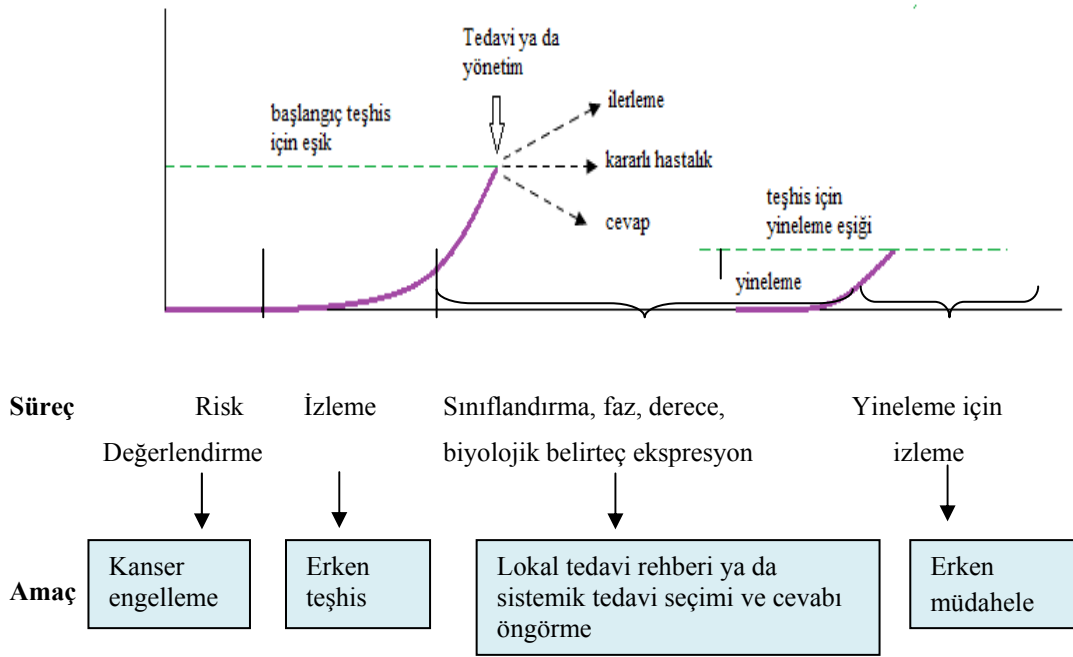 Tedavi ya da
yönetim
başlangıç teşhis
için eşik
ilerleme
kararlı hastalık
cevap
teşhis için
yineleme eşiği
yineleme
Süreç
Risk
Değerlendirme
İzleme
Sınıflandırma, faz, derece,
biyolojik belirteç ekspresyon
Yineleme için
izleme
Amaç
Kanser
engelleme
Erken
teşhis
Lokal tedavi rehberi ya da
sistemik tedavi seçimi ve cevabı
öngörme
Erken
müdahele